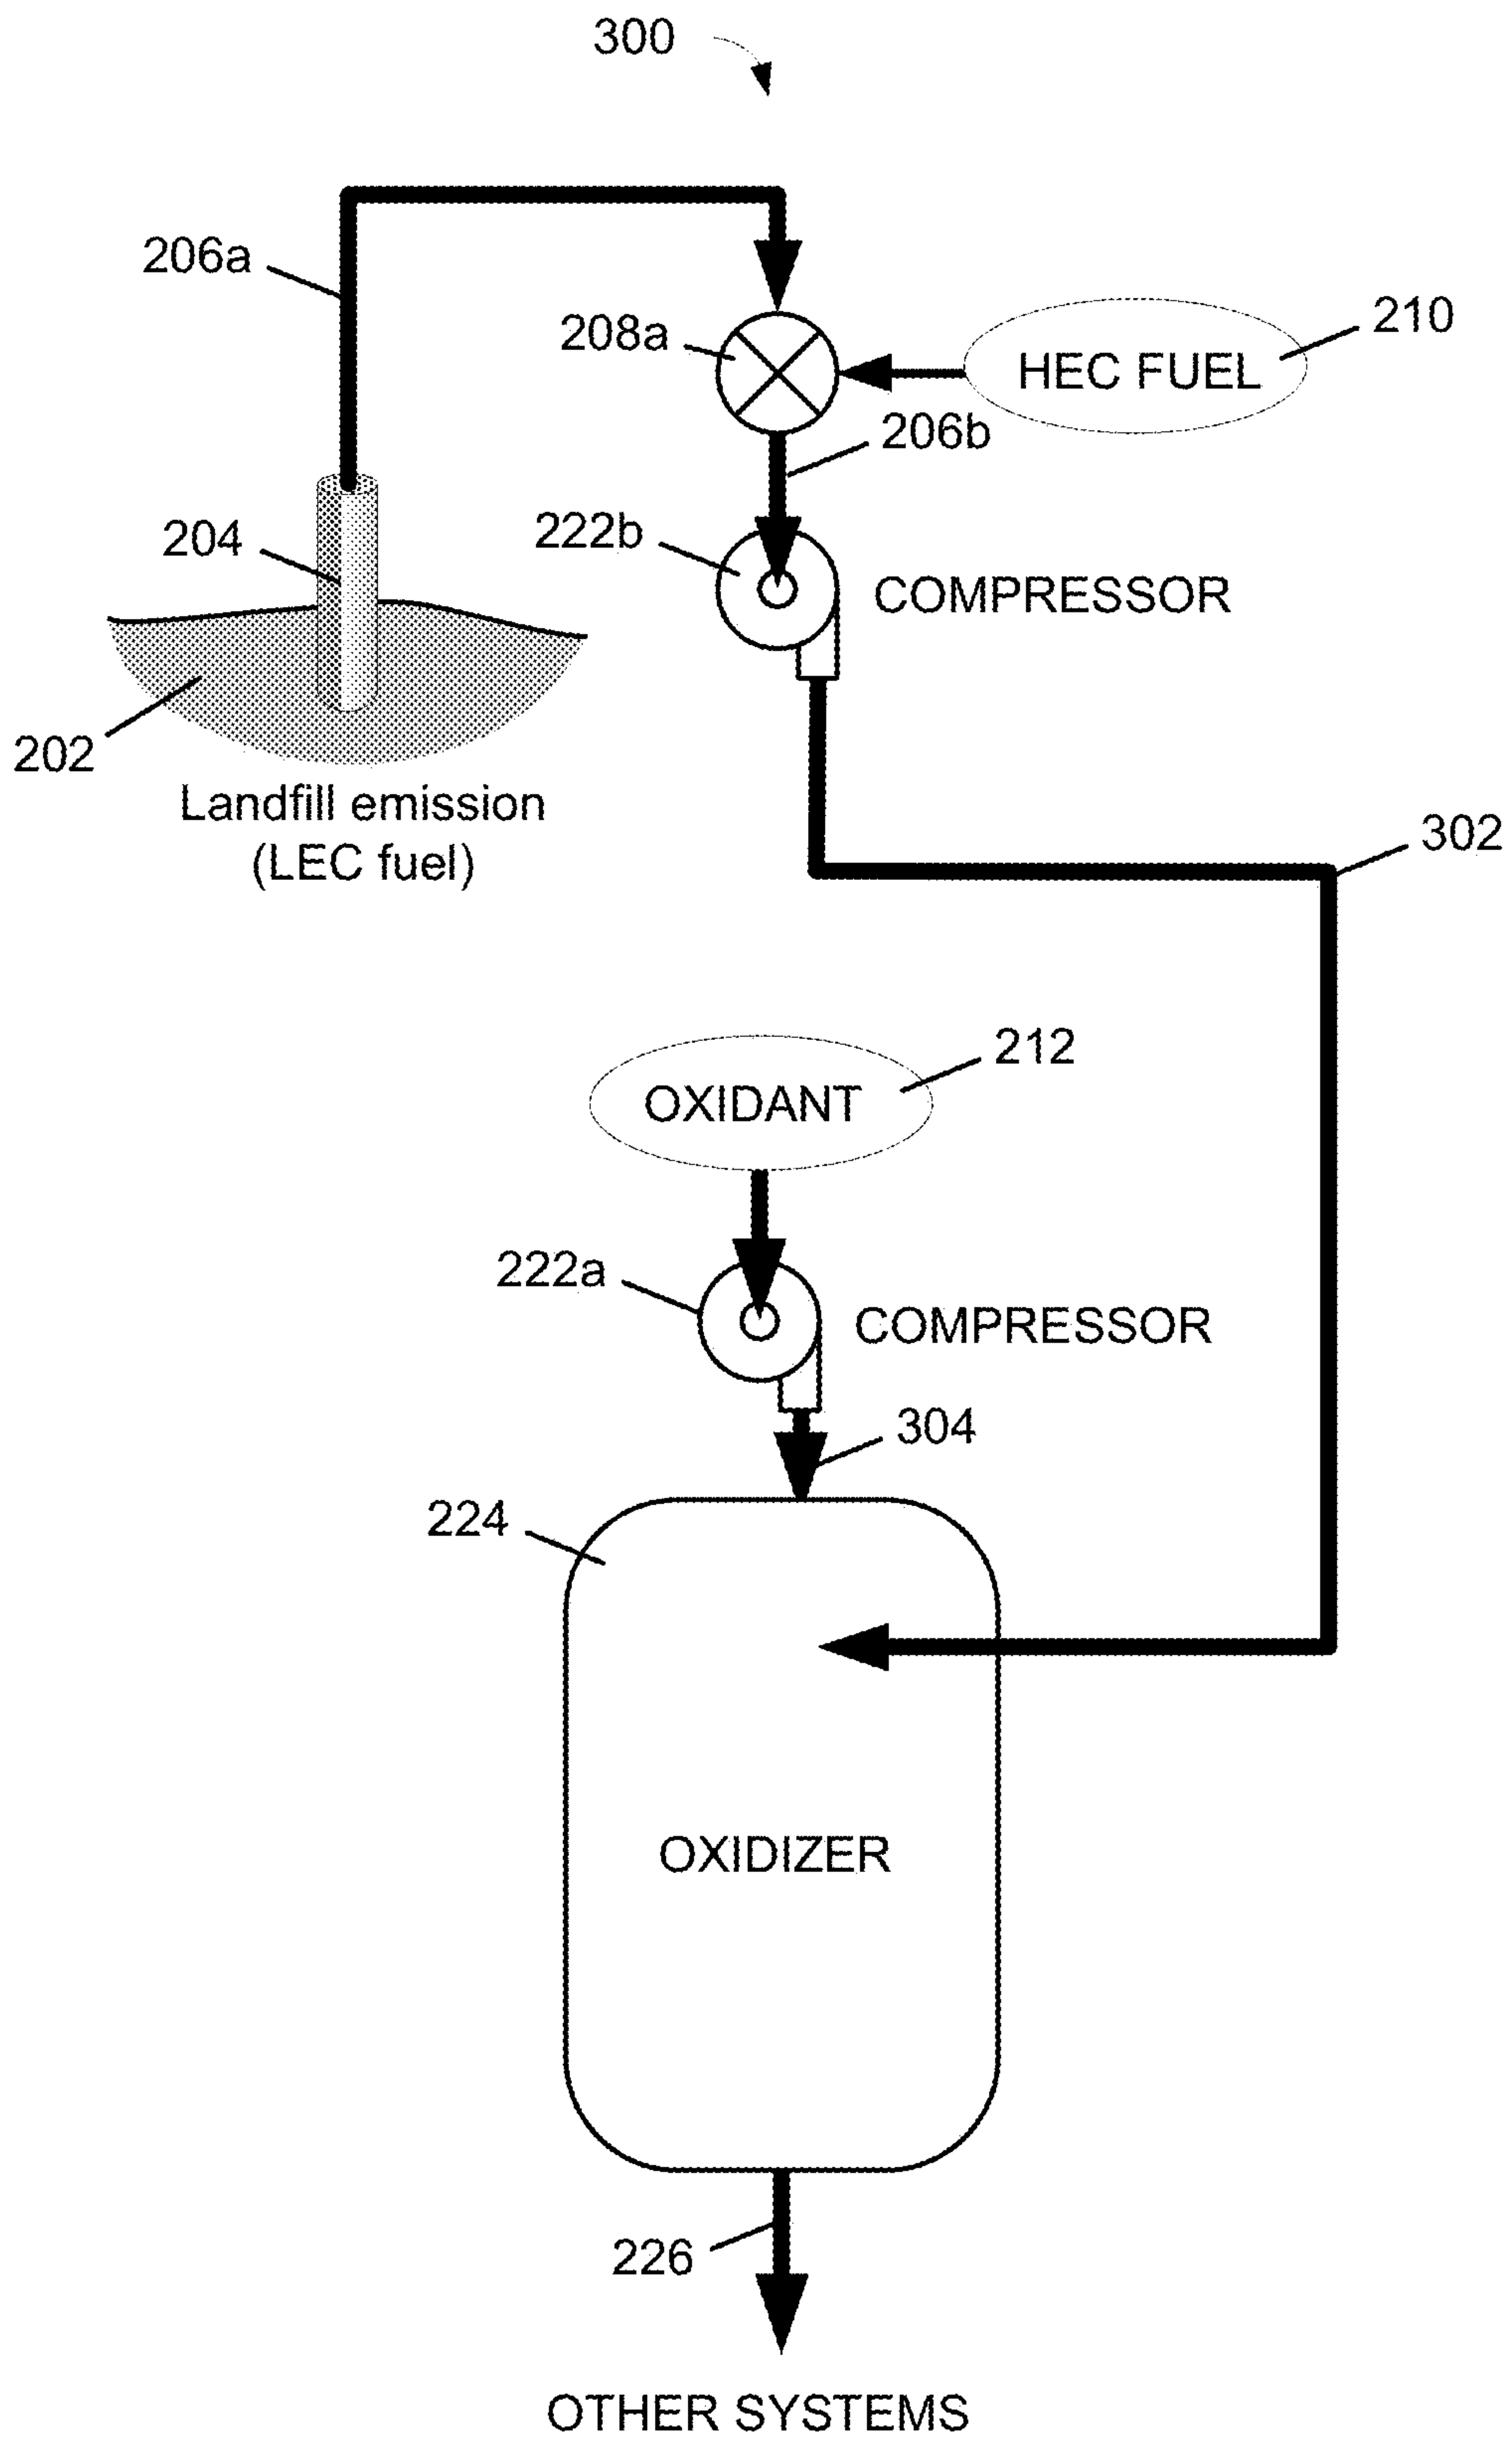 300
206a
208a
210
HEC FUEL
206b
204
222b
COMPRESSOR
202
Landfill emission
(LEC fuel)
302
212
OXIDANT
222a
COMPRESSOR
304
224
OXIDIZER
226
OTHER SYSTEMS